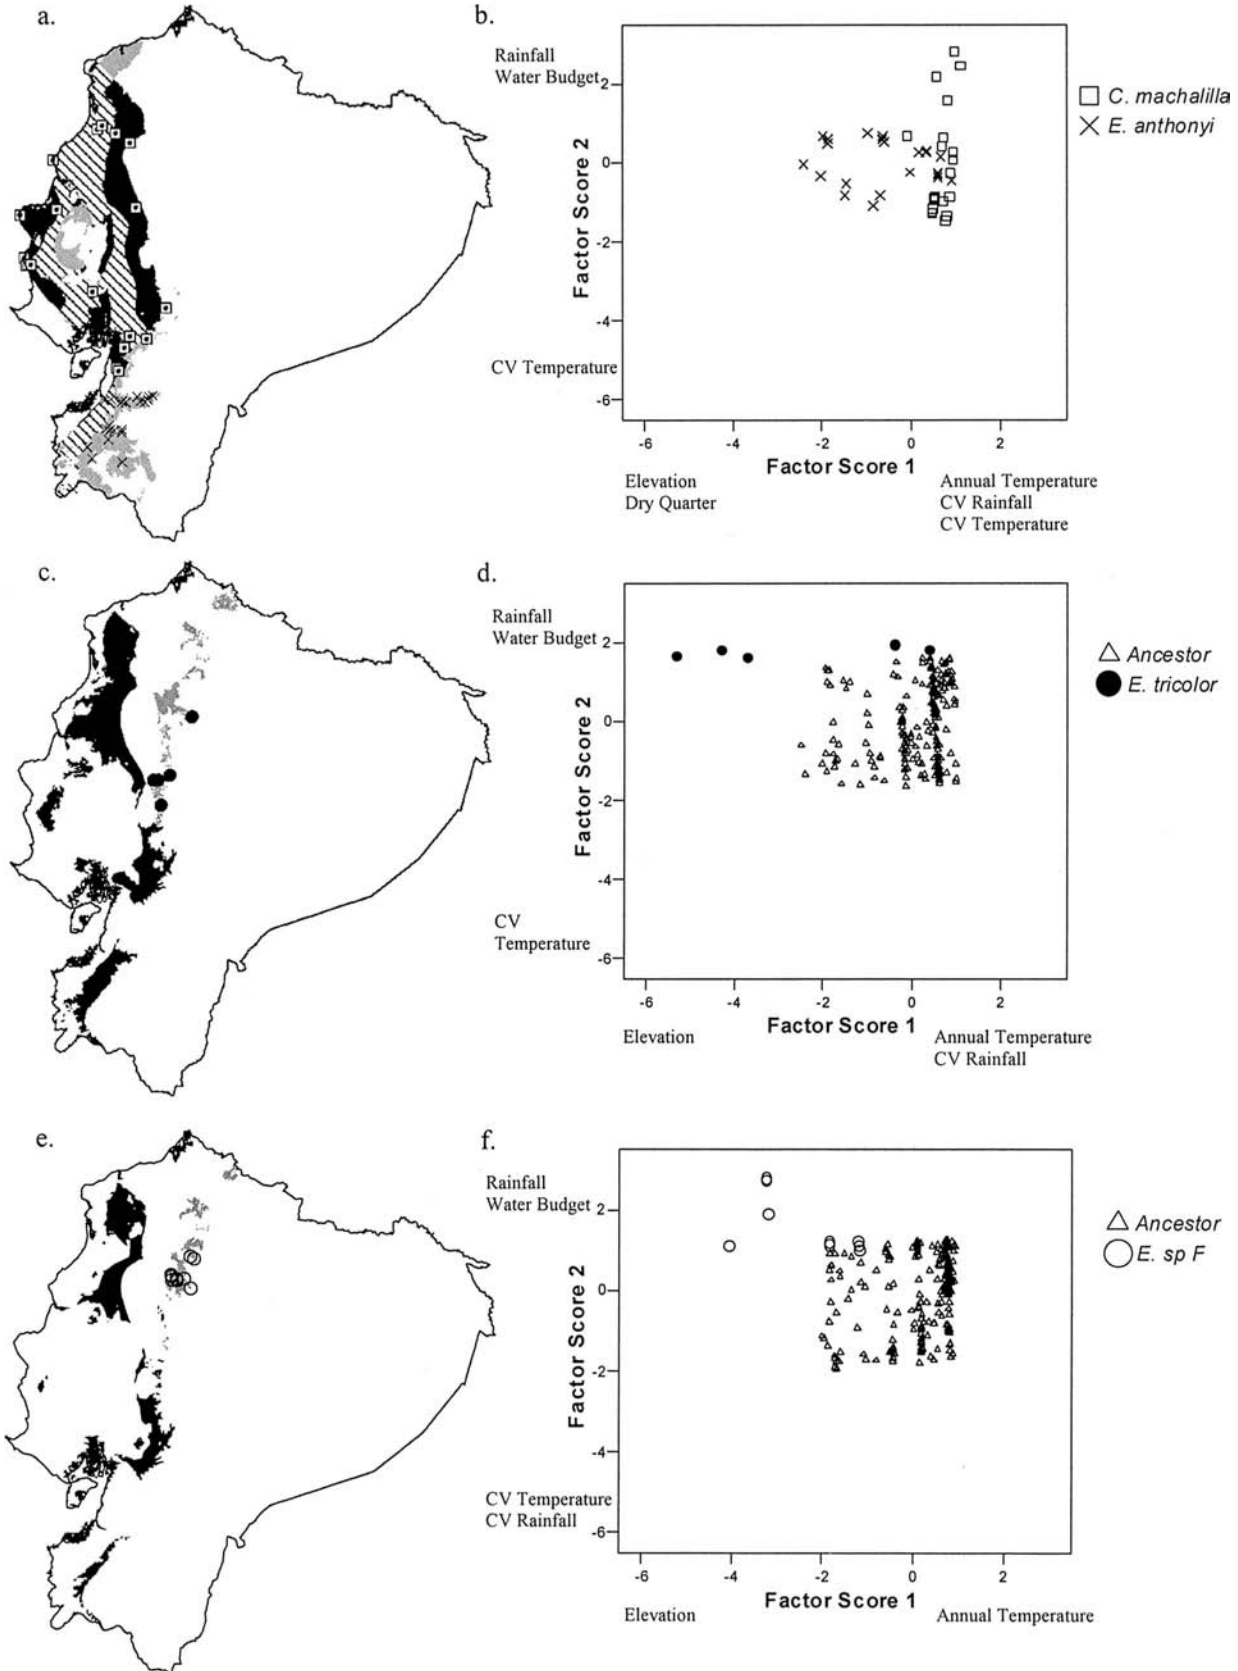 a.
b.
Rainfall
Water Budget
Factor Score 2
2
0
-2
-4
-6
CV Temperature
-6
-4
-2
0
2
Factor Score 1
Elevation
Dry Quarter
Annual Temperature
CV Rainfall
CV Temperature
C. machalilla
E. anthonyi
c.
d.
Rainfall
Water Budget
Factor Score 2
2
0
-2
-4
-6
CV
Temperature
-6
-4
-2
0
2
Factor Score 1
Elevation
Annual Temperature
CV Rainfall
Ancestor
E. tricolor
e.
f.
Rainfall
Water Budget
Factor Score 2
2
0
-2
-4
-6
CV Temperature
CV Rainfall
-6
-4
-2
0
2
Factor Score 1
Elevation
Annual Temperature
Ancestor
E. sp F